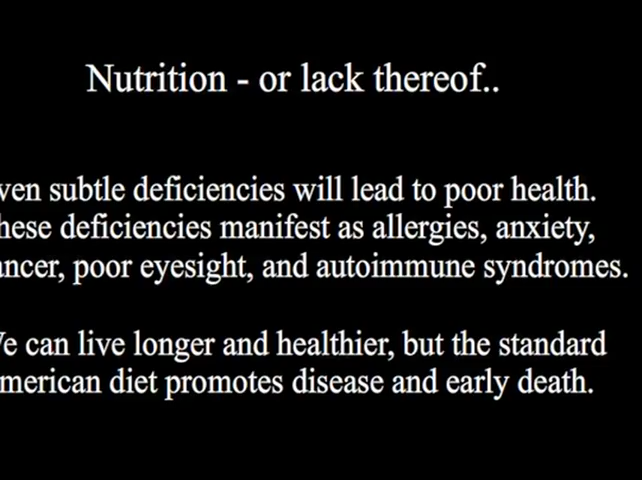 Nutrition - or lack thereof..
ven subtle deficiencies will lead to poor health.
hese deficiencies manifest as allergies, anxiety,
ancer, poor eyesight, and autoimmune syndromes.
e can live longer and healthier, but the standard
merican diet promotes disease and early death.